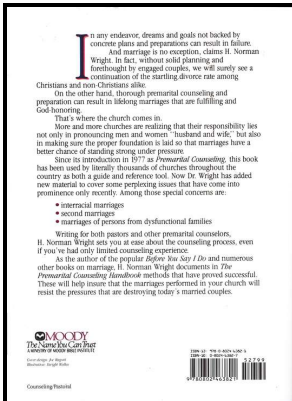 In any endeavor, dreams and goals not backed by
concrete plans and preparations can result in failure.
And marriage is no exception, claims H. Norman
Wright. In fact, without solid planning and
forethought by engaged couples, we will surely see a
continuation of the startling divorce rate among
Christians and non-Christians alike.
On the other hand, thorough premarital counseling and
preparation can result in lifelong marriages that are fulfilling and
God-honoring.
That's where the church comes in.
More and more churches are realizing that their responsibility lies
not only in pronouncing men and women "husband and wife," but also
in making sure the proper foundation is laid so that marriages have a
better chance of standing strong under pressure.
Since its introduction in 1977 as Premarital Counseling, this book
has been used by literally thousands of churches throughout the
country as both a guide and reference tool. Now Dr. Wright has added
new material to cover some perplexing issues that have come into
prominence only recently. Among those special concerns are:
• interracial marriages
• second marriages
• marriages of persons from dysfunctional families
Writing for both pastors and other premarital counselors,
H. Norman Wright sets you at ease about the counseling process, even
if you've had only limited counseling experience.
As the author of the popular Before You Say I Do and numerous
other books on marriage, H. Norman Wright documents in The
Premarital Counseling Handbook methods that have proved successful.
These will help insure that the marriages performed in your church will
resist the pressures that are destroying today's married couples.
MOODY
The Name You Can Trust
A MINISTRY OF MOODY BIBLE INSTITUTE
Counseling/Pastoral
52799
9 780802 463821